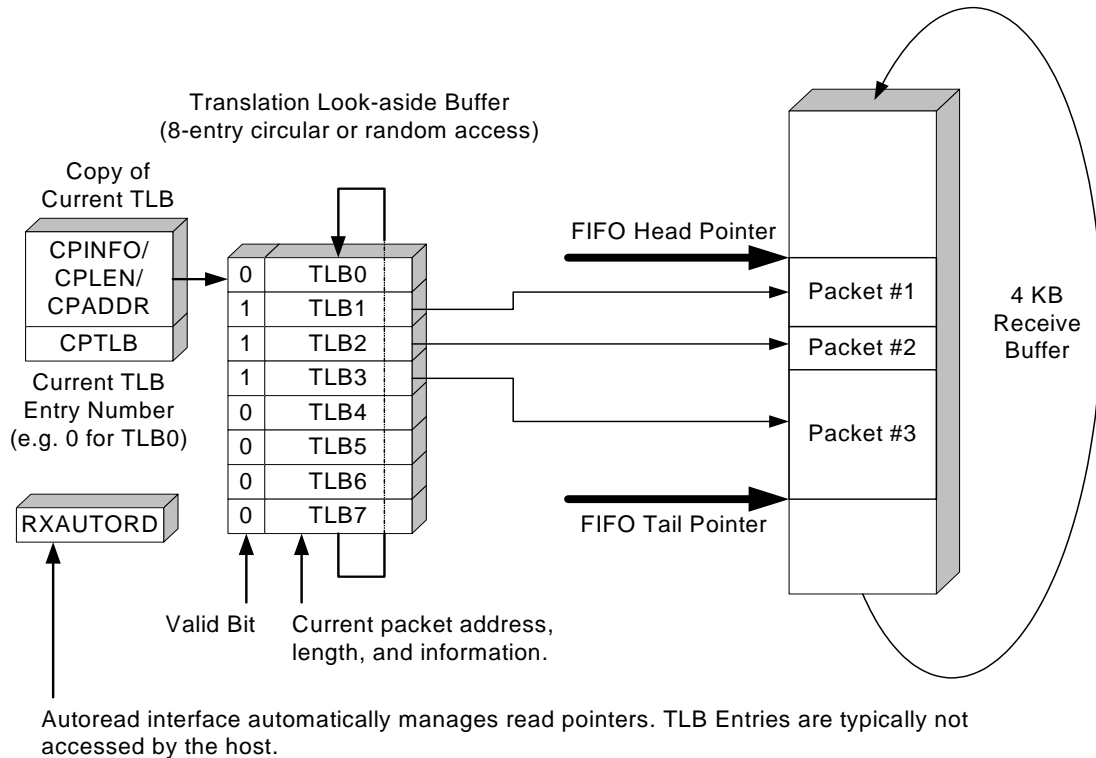 Translation Look-aside Buffer
(8-entry circular or random access)
Copy of
Current TLB
CPINFO/
CPLEN/
CPADDR
CPTLB
Current TLB
Entry Number
(e.g. 0 for TLB0)
RXAUTORD
0 TLB0
1 TLB1
1 TLB2
1 TLB3
0 TLB4
0 TLB5
0 TLB6
0 TLB7
Valid Bit
Current packet address,
length, and information.
FIFO Head Pointer
Packet #1
Packet #2
Packet #3
FIFO Tail Pointer
4 KB
Receive
Buffer
Autoread interface automatically manages read pointers. TLB Entries are typically not
accessed by the host.